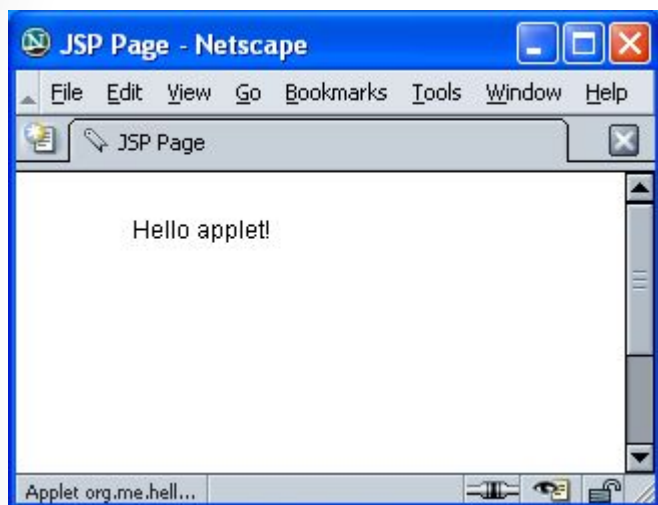 JSP Page - Netscape
File Edit View Go Bookmarks Tools Window Help
JSP Page
Hello applet!
Applet org.me.hell...